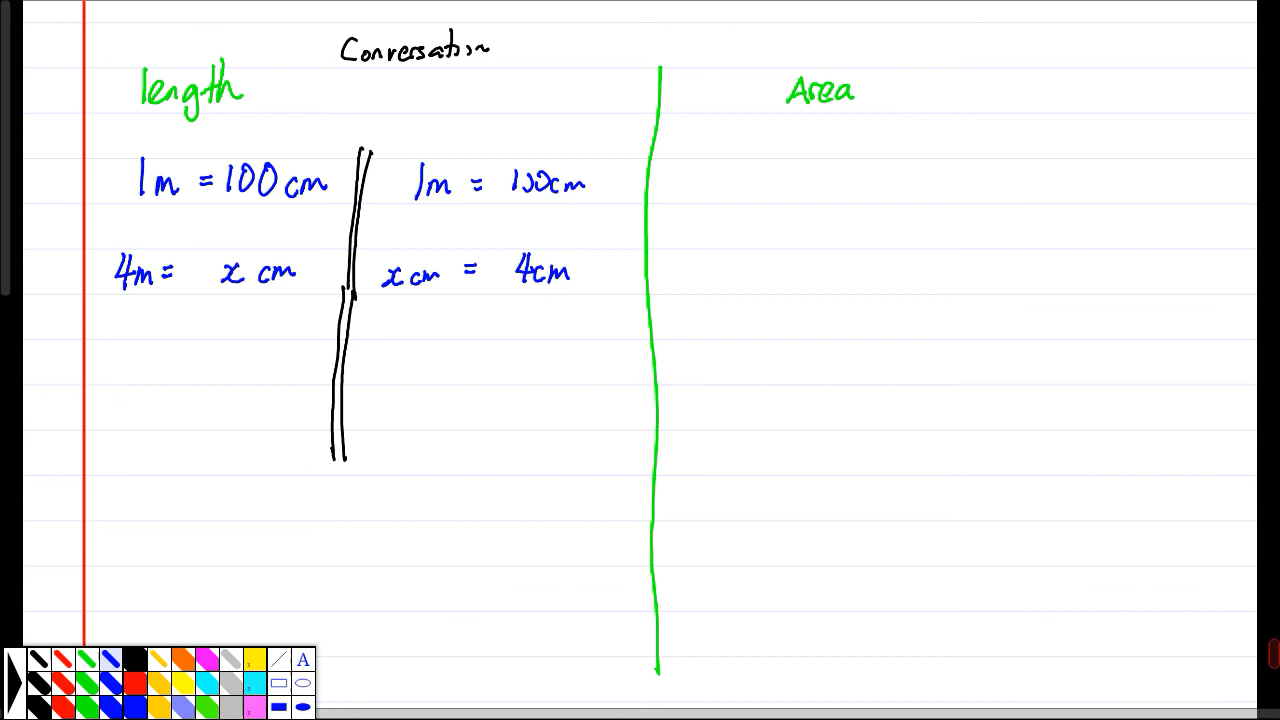 Conversation
length
Area
1m = 100cm
1m = 100cm
4m = x cm
x cm = 4cm
A